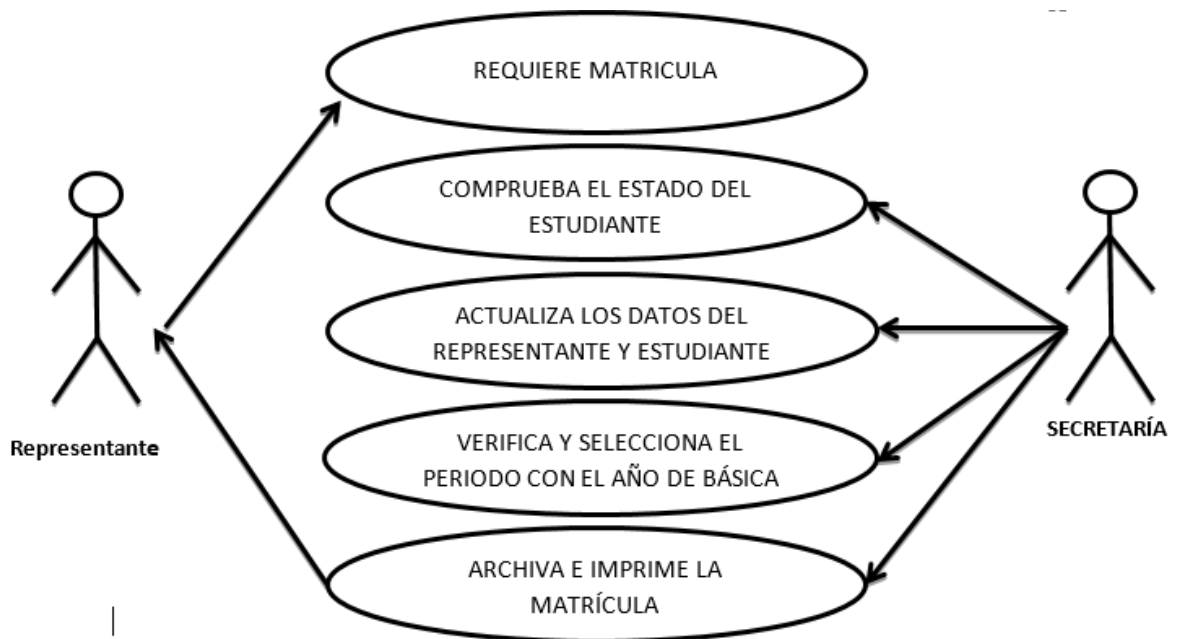 REQUIERE MATRICULA
COMPRUEBA EL ESTADO DEL
ESTUDIANTE
ACTUALIZA LOS DATOS DEL
REPRESENTANTE Y ESTUDIANTE
VERIFICA Y SELECCIONA EL
PERIODO CON EL AÑO DE BÁSICA
ARCHIVA E IMPRIME LA
MATRÍCULA
Representante
SECRETARÍA